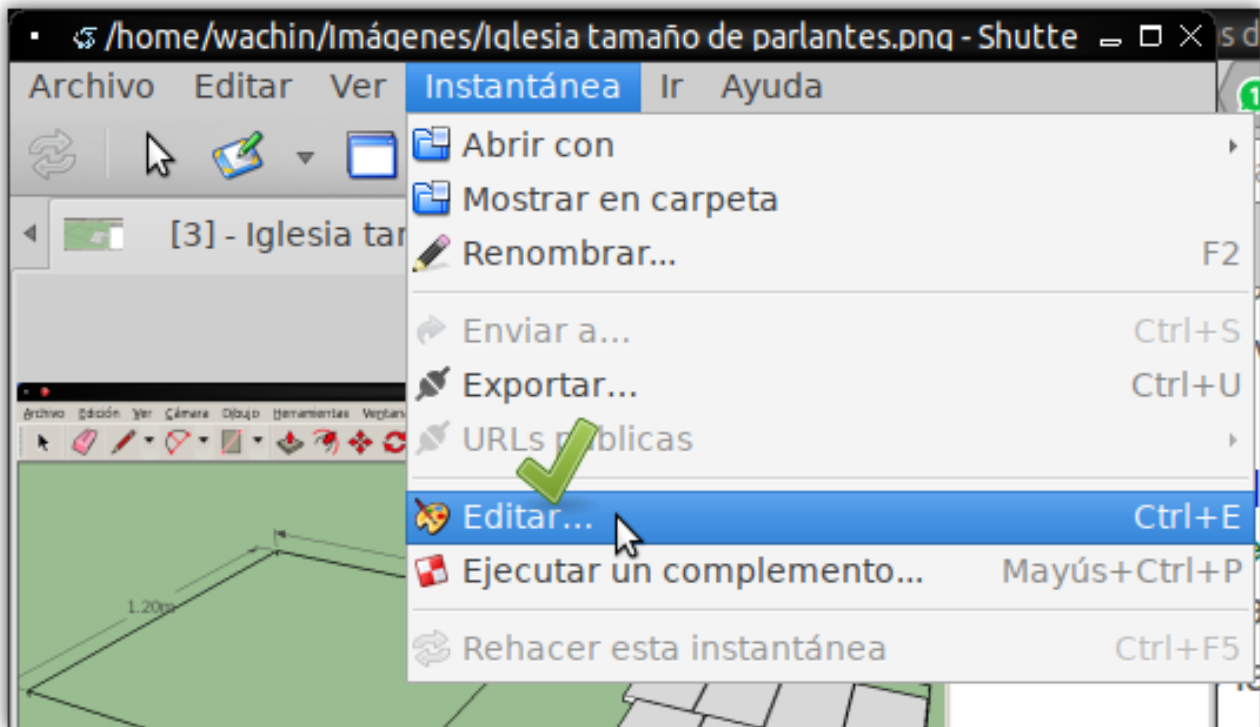 /home/wachin/Imágenes/Iglesia tamaño de parlantes.png - Shutte
Archivo Editar Ver Instantánea Ir Ayuda
Abrir con
Mostrar en carpeta
[3] - Iglesia tar
Renombrar... F2
Enviar a... Ctrl+S
Exportar... Ctrl+U
Archivo Edición Ver Cámara Dibujo Herramientas Ventan
URLs públicas
Editar... Ctrl+E
Ejecutar un complemento... Mayús+Ctrl+P
1.20m
Rehacer esta instantánea Ctrl+F5